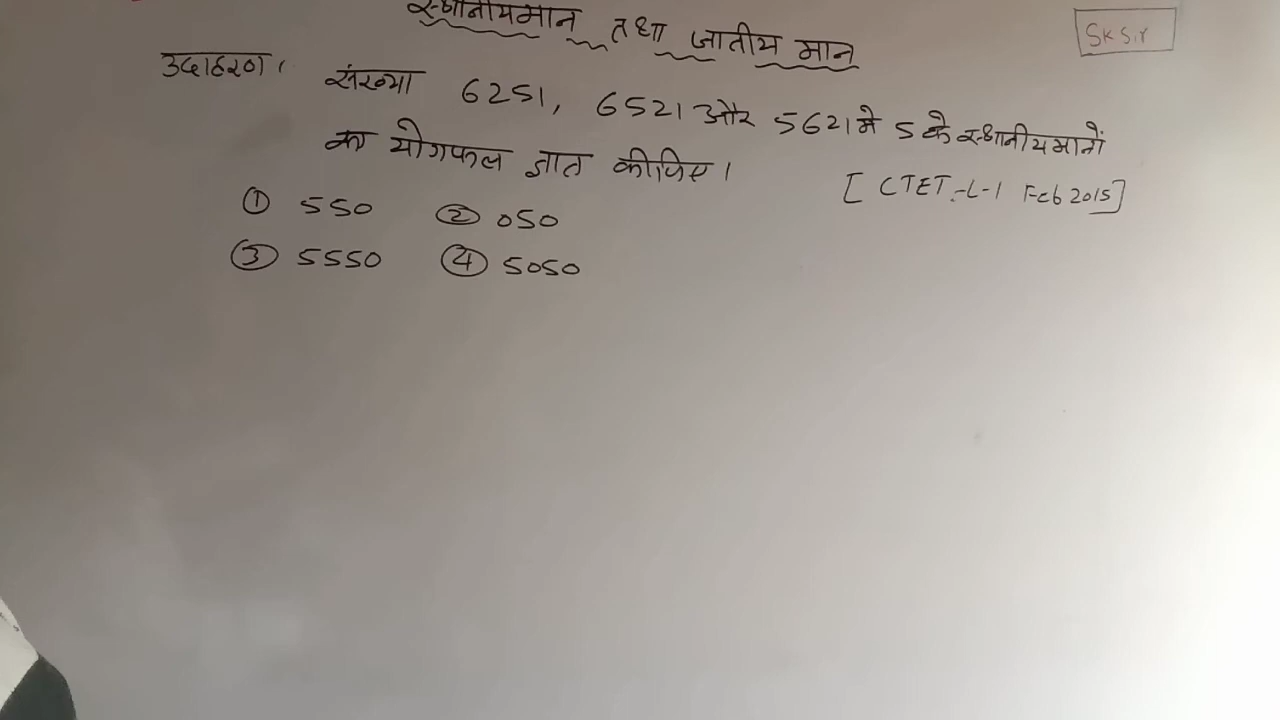 स्थानीयमान तथा जातीय मान
SK Sir
उदाहरण। संख्या 6251, 6521 और 5621 मे 5 के स्थानीय मानों
का योगफल ज्ञात कीजिए।
[CTET-L-1 Feb 2015]
① 550 ② 050
③ 5550 ④ 5050